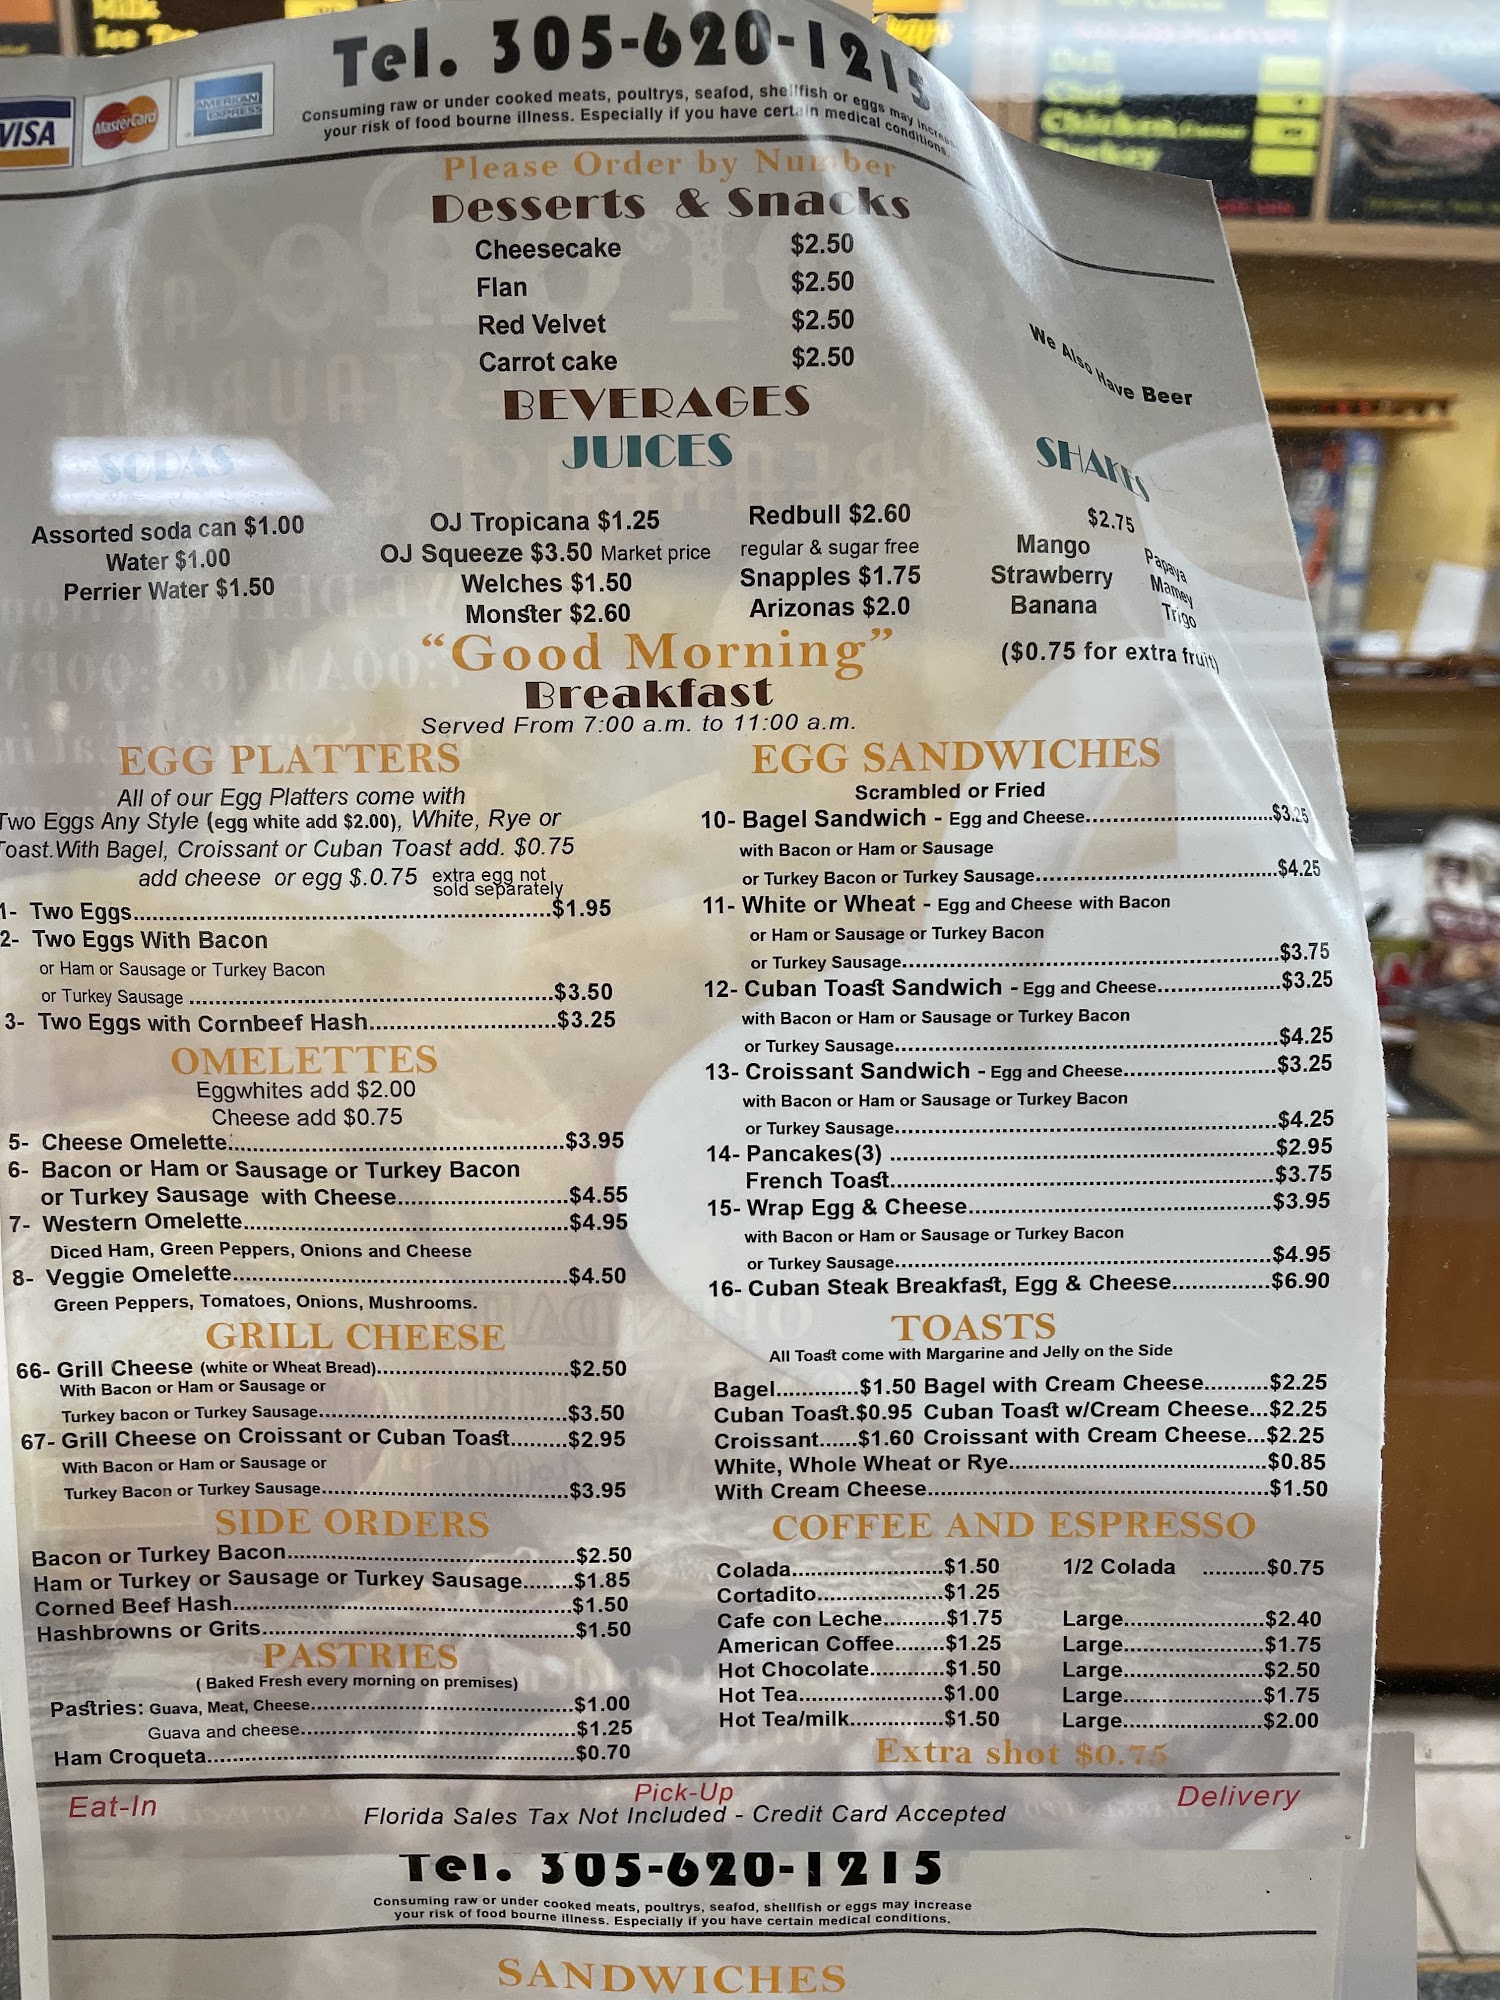 Milk
Ice Tea
Chicken
Turkey
Tel. 305-620-1215
VISA
MasterCard
AMERICAN EXPRESS
Consuming raw or under cooked meats, poultrys, seafod, shellfish or eggs may increase
your risk of food bourne illness. Especially if you have certain medical conditions.
Please Order by Number
Desserts & Snacks
Cheesecake $2.50
Flan $2.50
Red Velvet $2.50
Carrot cake $2.50
We Also Have Beer
BEVERAGES
SODAS
Assorted soda can $1.00
Water $1.00
Perrier Water $1.50
JUICES
OJ Tropicana $1.25
OJ Squeeze $3.50 Market price
Welches $1.50
Monster $2.60
Redbull $2.60
regular & sugar free
Snapples $1.75
Arizonas $2.0
SHAKES
$2.75
Mango Papaya
Strawberry Mamey
Banana Trigo
($0.75 for extra fruit)
"Good Morning"
Breakfast
Served From 7:00 a.m. to 11:00 a.m.
EGG PLATTERS
All of our Egg Platters come with
Two Eggs Any Style (egg white add $2.00), White, Rye or
Toast.With Bagel, Croissant or Cuban Toast add. $0.75
add cheese or egg $.0.75 extra egg not
sold separately
1- Two Eggs $1.95
2- Two Eggs With Bacon
or Ham or Sausage or Turkey Bacon
or Turkey Sausage $3.50
3- Two Eggs with Cornbeef Hash $3.25
OMELETTES
Eggwhites add $2.00
Cheese add $0.75
5- Cheese Omelette $3.95
6- Bacon or Ham or Sausage or Turkey Bacon
or Turkey Sausage with Cheese $4.55
7- Western Omelette $4.95
Diced Ham, Green Peppers, Onions and Cheese
8- Veggie Omelette $4.50
Green Peppers, Tomatoes, Onions, Mushrooms.
GRILL CHEESE
66- Grill Cheese (white or Wheat Bread) $2.50
With Bacon or Ham or Sausage or
Turkey bacon or Turkey Sausage $3.50
67- Grill Cheese on Croissant or Cuban Toast $2.95
With Bacon or Ham or Sausage or
Turkey Bacon or Turkey Sausage $3.95
SIDE ORDERS
Bacon or Turkey Bacon $2.50
Ham or Turkey or Sausage or Turkey Sausage $1.85
Corned Beef Hash $1.50
Hashbrowns or Grits $1.50
PASTRIES
( Baked Fresh every morning on premises)
Pastries: Guava, Meat, Cheese $1.00
Guava and cheese $1.25
Ham Croqueta $0.70
EGG SANDWICHES
Scrambled or Fried
10- Bagel Sandwich - Egg and Cheese $3.25
with Bacon or Ham or Sausage
or Turkey Bacon or Turkey Sausage $4.25
11- White or Wheat - Egg and Cheese with Bacon
or Ham or Sausage or Turkey Bacon
or Turkey Sausage $3.75
12- Cuban Toast Sandwich - Egg and Cheese $3.25
with Bacon or Ham or Sausage or Turkey Bacon
or Turkey Sausage $4.25
13- Croissant Sandwich - Egg and Cheese $3.25
with Bacon or Ham or Sausage or Turkey Bacon
or Turkey Sausage $4.25
14- Pancakes(3) $2.95
French Toast $3.75
15- Wrap Egg & Cheese $3.95
with Bacon or Ham or Sausage or Turkey Bacon
or Turkey Sausage $4.95
16- Cuban Steak Breakfast, Egg & Cheese $6.90
TOASTS
All Toast come with Margarine and Jelly on the Side
Bagel $1.50 Bagel with Cream Cheese $2.25
Cuban Toast. $0.95 Cuban Toast w/Cream Cheese $2.25
Croissant $1.60 Croissant with Cream Cheese $2.25
White, Whole Wheat or Rye $0.85
With Cream Cheese $1.50
COFFEE AND ESPRESSO
Colada $1.50 1/2 Colada $0.75
Cortadito $1.25
Cafe con Leche $1.75 Large $2.40
American Coffee $1.25 Large $1.75
Hot Chocolate $1.50 Large $2.50
Hot Tea $1.00 Large $1.75
Hot Tea/milk $1.50 Large $2.00
Extra shot $0.75
Eat-In Pick-Up Delivery
Florida Sales Tax Not Included - Credit Card Accepted
Tel. 305-620-1215
Consuming raw or under cooked meats, poultrys, seafod, shellfish or eggs may increase
your risk of food bourne illness. Especially if you have certain medical conditions.
SANDWICHES